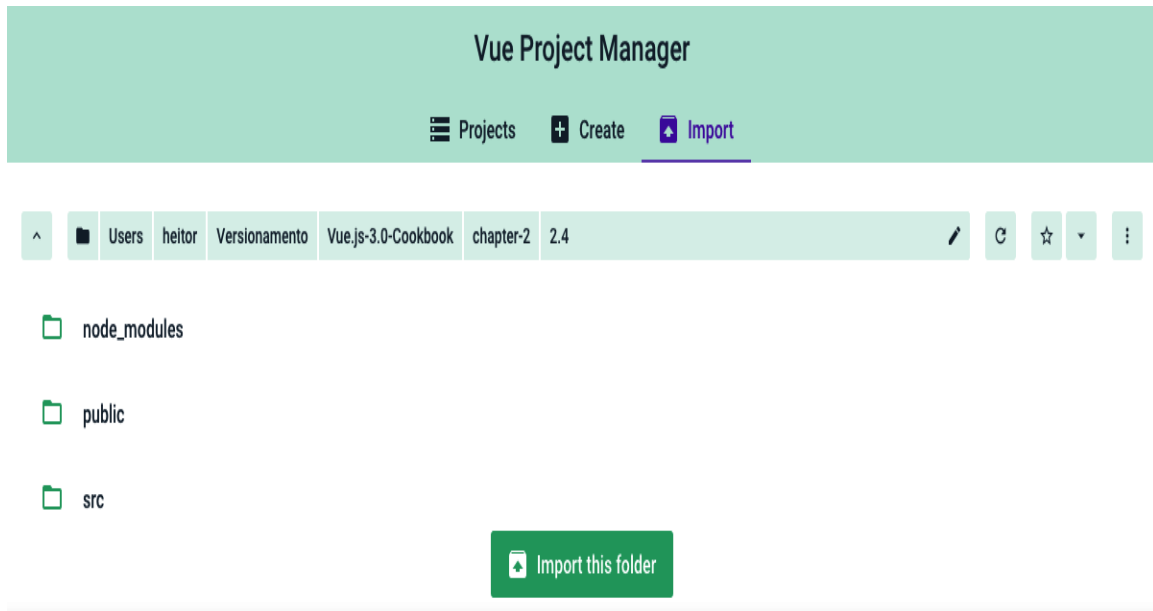 Vue Project Manager
Projects Create Import
Users heitor Versionamento Vue.js-3.0-Cookbook chapter-2 2.4
node_modules
public
src
Import this folder